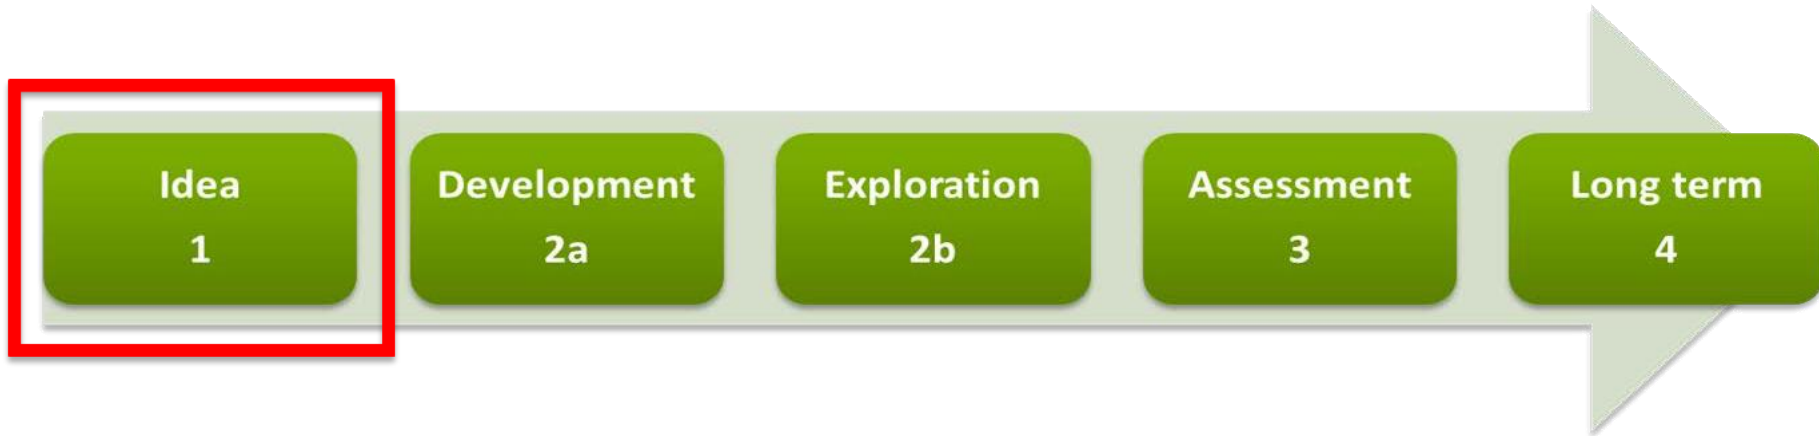 Idea
1
Development
2a
Exploration
2b
Assessment
3
Long term
4